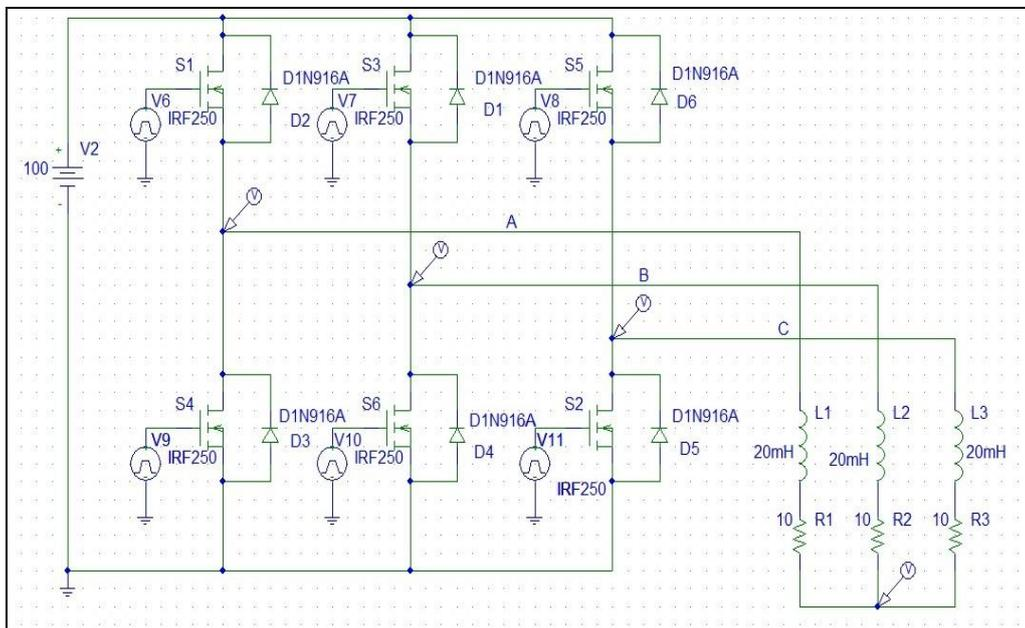 S1
D1N916A
V6
IRF250
D2
S3
D1N916A
V7
IRF250
D1
S5
D1N916A
V8
IRF250
D6
+
V2
100
-
V
A
V
B
V
C
S4
D1N916A
V9
IRF250
D3
S6
D1N916A
V10
IRF250
D4
S2
D1N916A
V11
IRF250
D5
L1
20mH
L2
20mH
L3
20mH
10
R1
10
R2
10
R3
V